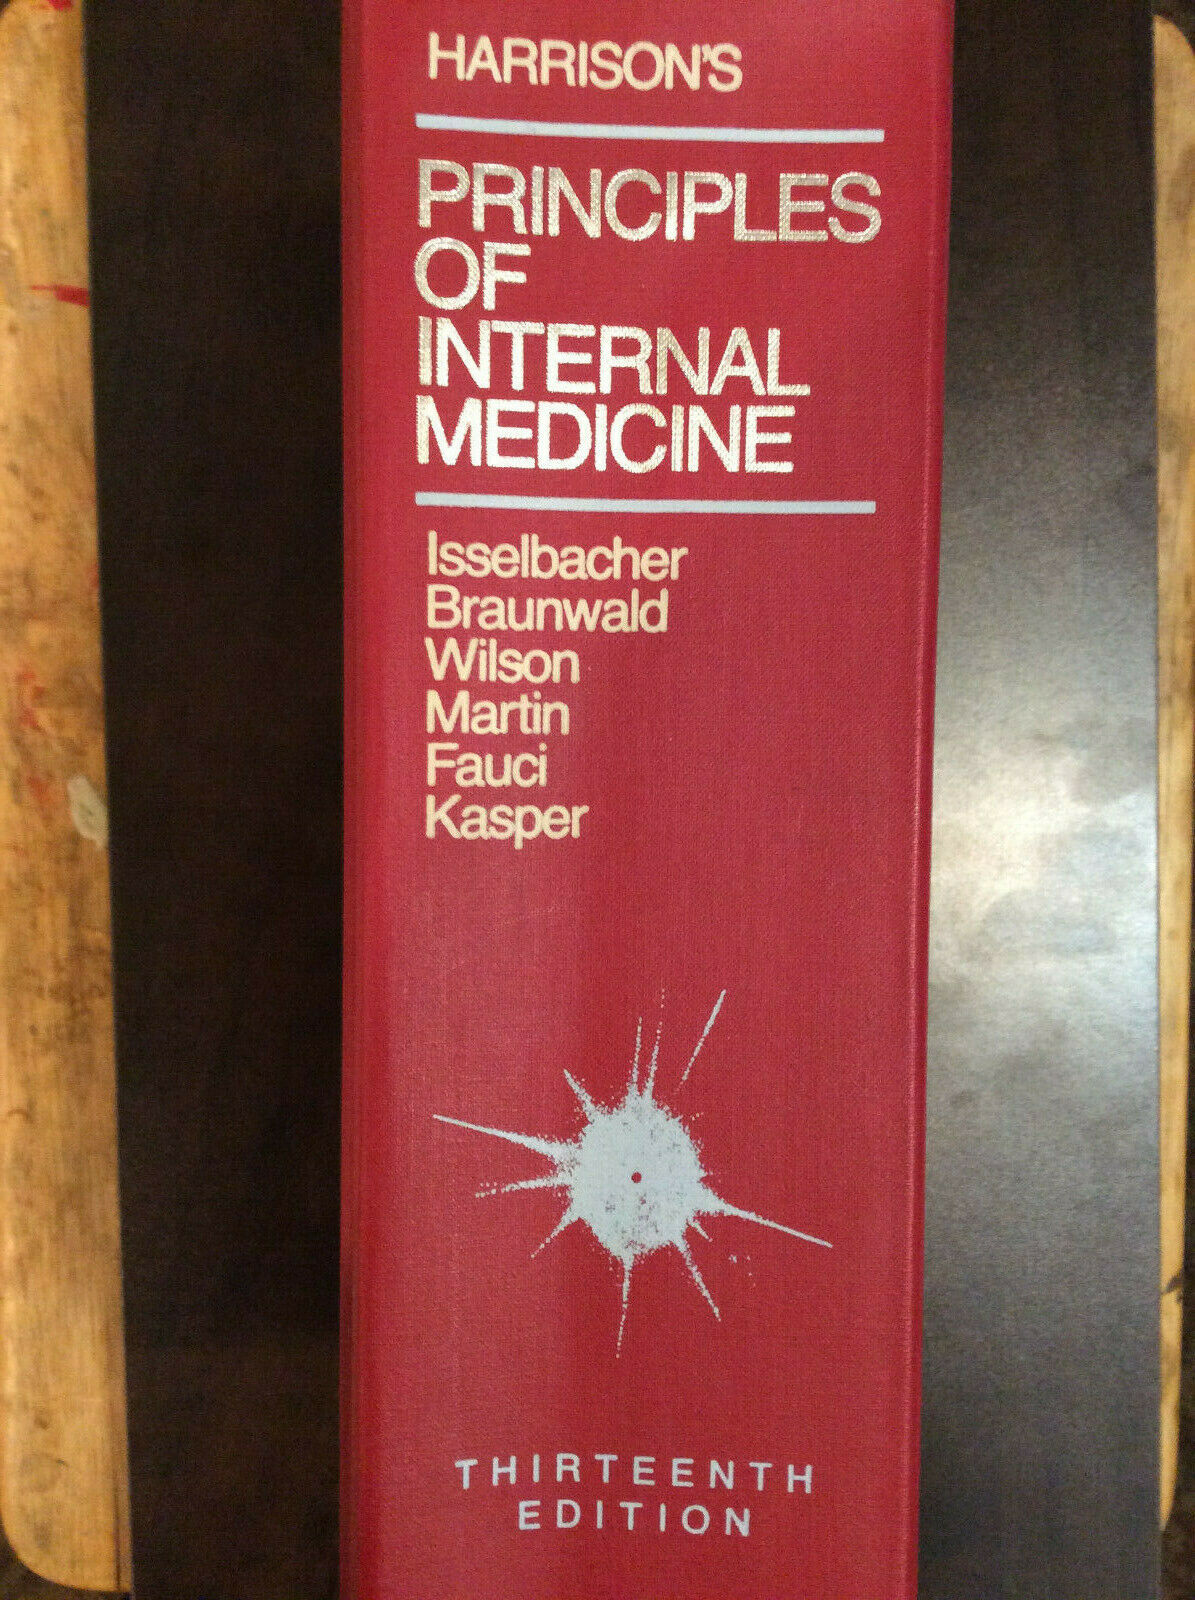 HARRISON'S
PRINCIPLES
OF
INTERNAL
MEDICINE
Isselbacher
Braunwald
Wilson
Martin
Fauci
Kasper
THIRTEENTH
EDITION